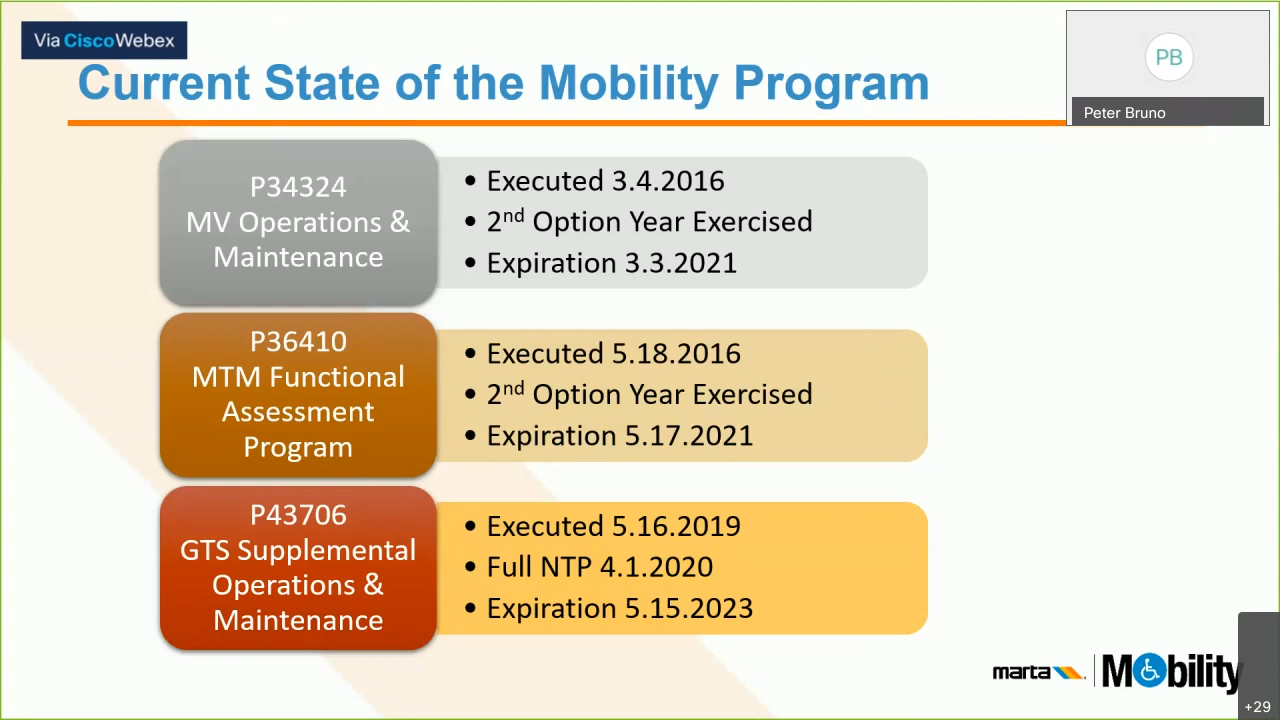 Via CiscoWebex
Current State of the Mobility Program
PB
Peter Bruno
P34324
MV Operations &
Maintenance
• Executed 3.4.2016
• 2nd Option Year Exercised
• Expiration 3.3.2021
P36410
MTM Functional
Assessment
Program
• Executed 5.18.2016
• 2nd Option Year Exercised
• Expiration 5.17.2021
P43706
GTS Supplemental
Operations &
Maintenance
• Executed 5.16.2019
• Full NTP 4.1.2020
• Expiration 5.15.2023
marta
Mobility
+29